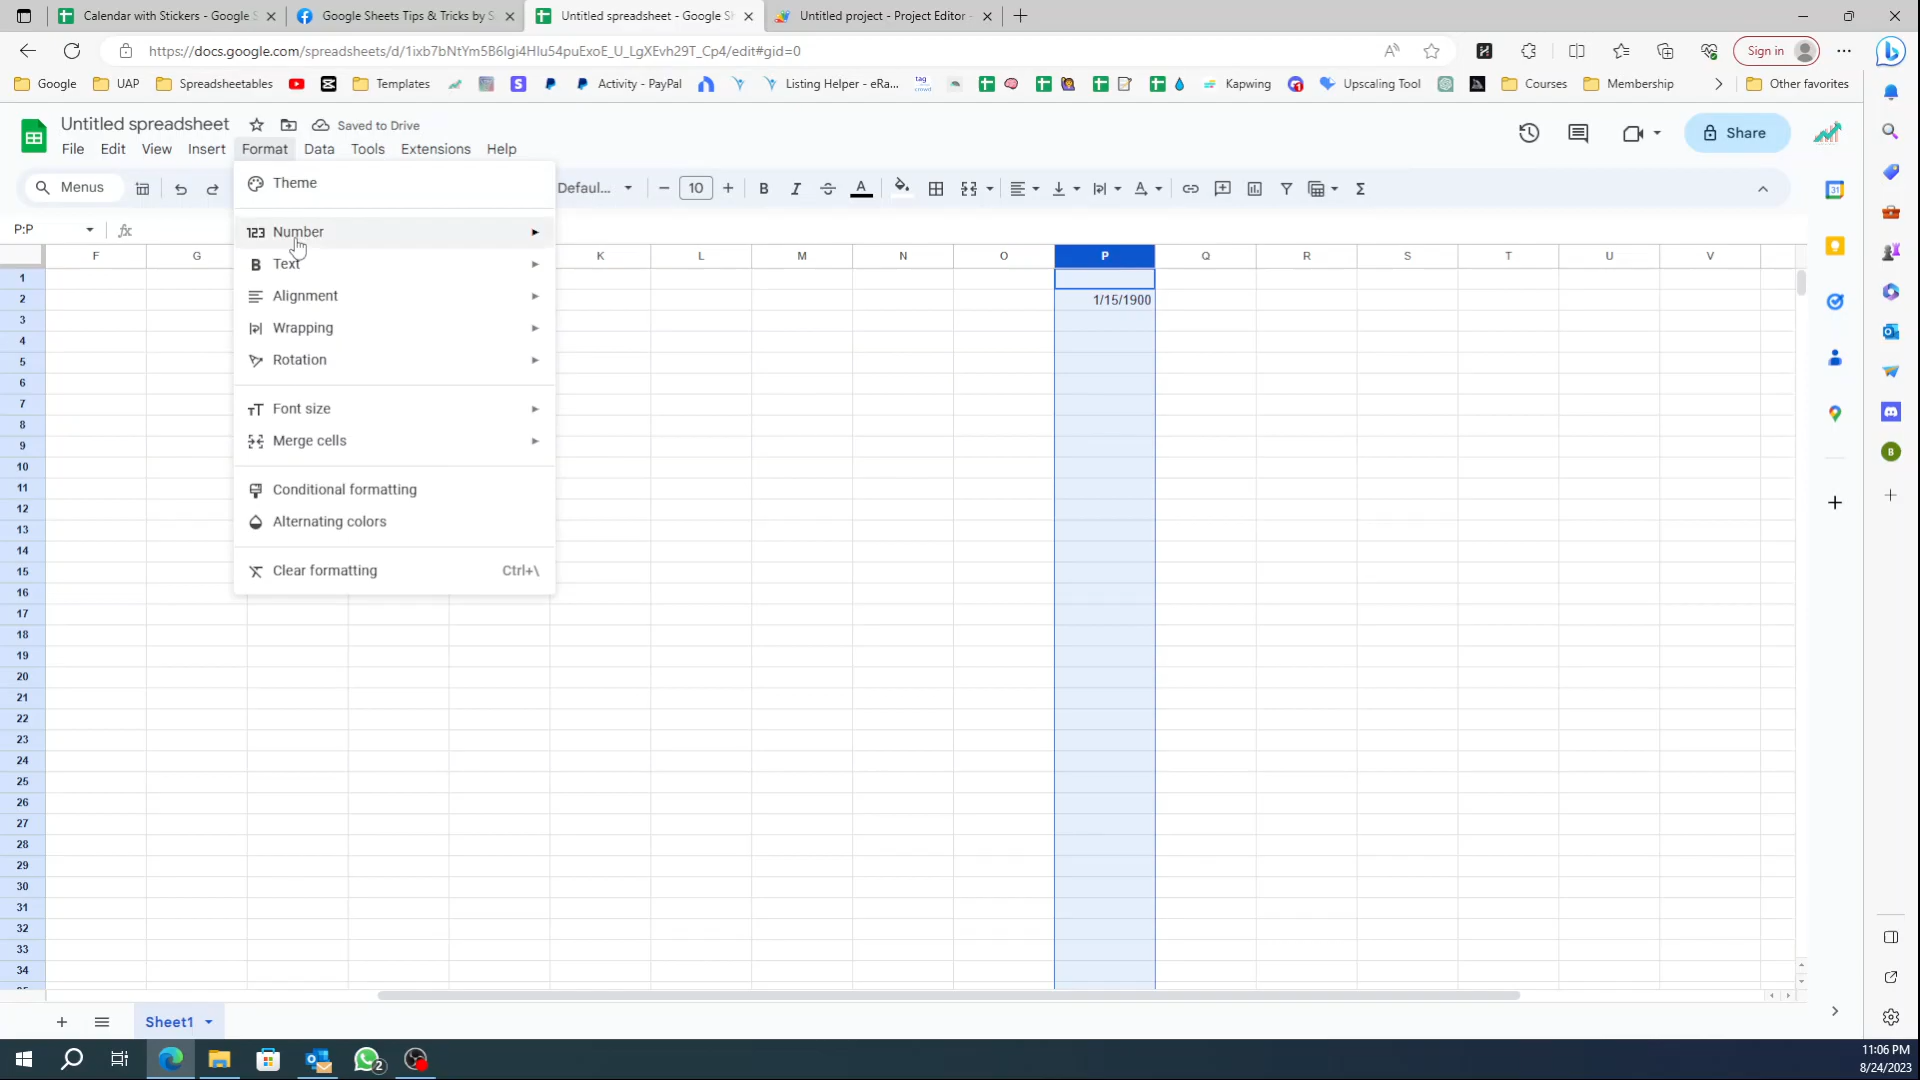 Calendar with Stickers - Google S
Google Sheets Tips & Tricks by S
Untitled spreadsheet - Google Sh
Untitled project - Project Editor -
https://docs.google.com/spreadsheets/d/1ixb7bNtYm5B6Igi4HIu54puExoE_U_LgXEvh29T_Cp4/edit#gid=0
Sign in
Google
UAP
Spreadsheetables
Templates
Activity - PayPal
Listing Helper - eRa...
Kapwing
Upscaling Tool
Courses
Membership
Other favorites
Untitled spreadsheet
Saved to Drive
File Edit View Insert Format Data Tools Extensions Help
Share
Menus
Defaul...
10
B I A
P:P
fx
Theme
123 Number
B Text
Alignment
Wrapping
Rotation
Font size
Merge cells
Conditional formatting
Alternating colors
Clear formatting Ctrl+\
F G K L M N O P Q R S T U V
1
2 1/15/1900
3
4
5
6
7
8
9
10
11
12
13
14
15
16
17
18
19
20
21
22
23
24
25
26
27
28
29
30
31
32
33
34
Sheet1
2
11:06 PM
8/24/2023